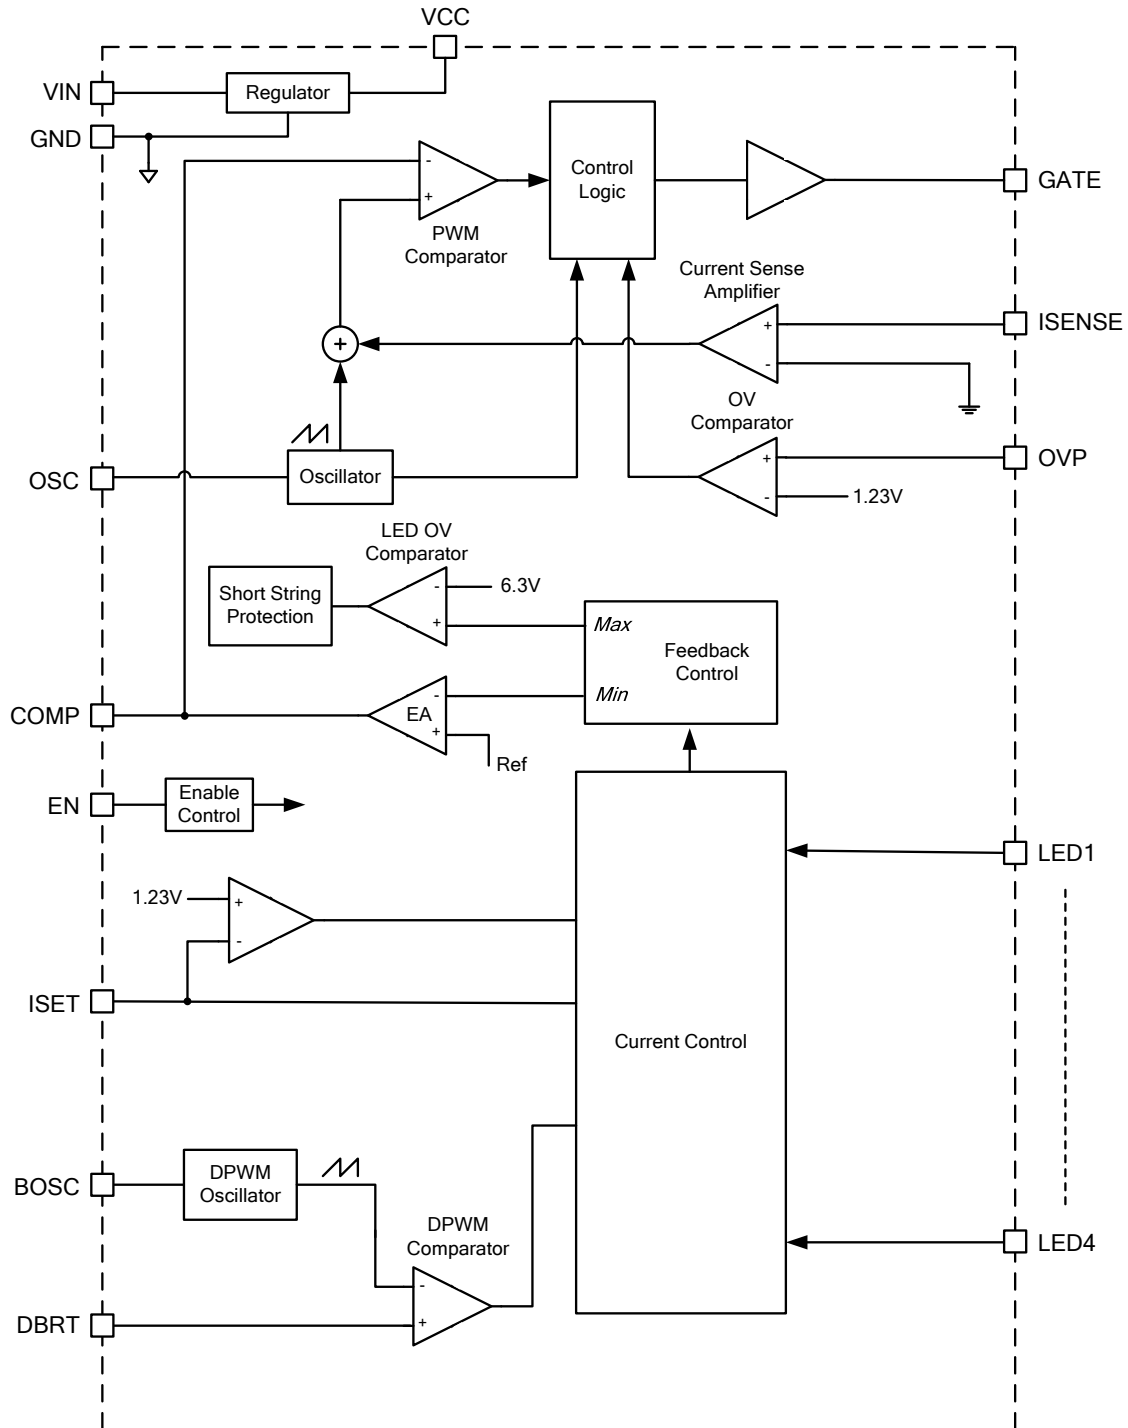 VCC
VIN
Regulator
GND
-
+
PWM
Comparator
Control
Logic
GATE
Current Sense
Amplifier
+
-
ISENSE
+
OV
Comparator
+
-
OVP
1.23V
OSC
Oscillator
LED OV
Comparator
Short String
Protection
-
+
6.3V
Max
Feedback
Control
Min
COMP
EA
-
+
Ref
EN
Enable
Control
LED1
1.23V
+
-
ISET
Current Control
BOSC
DPWM
Oscillator
DPWM
Comparator
-
+
LED4
DBRT